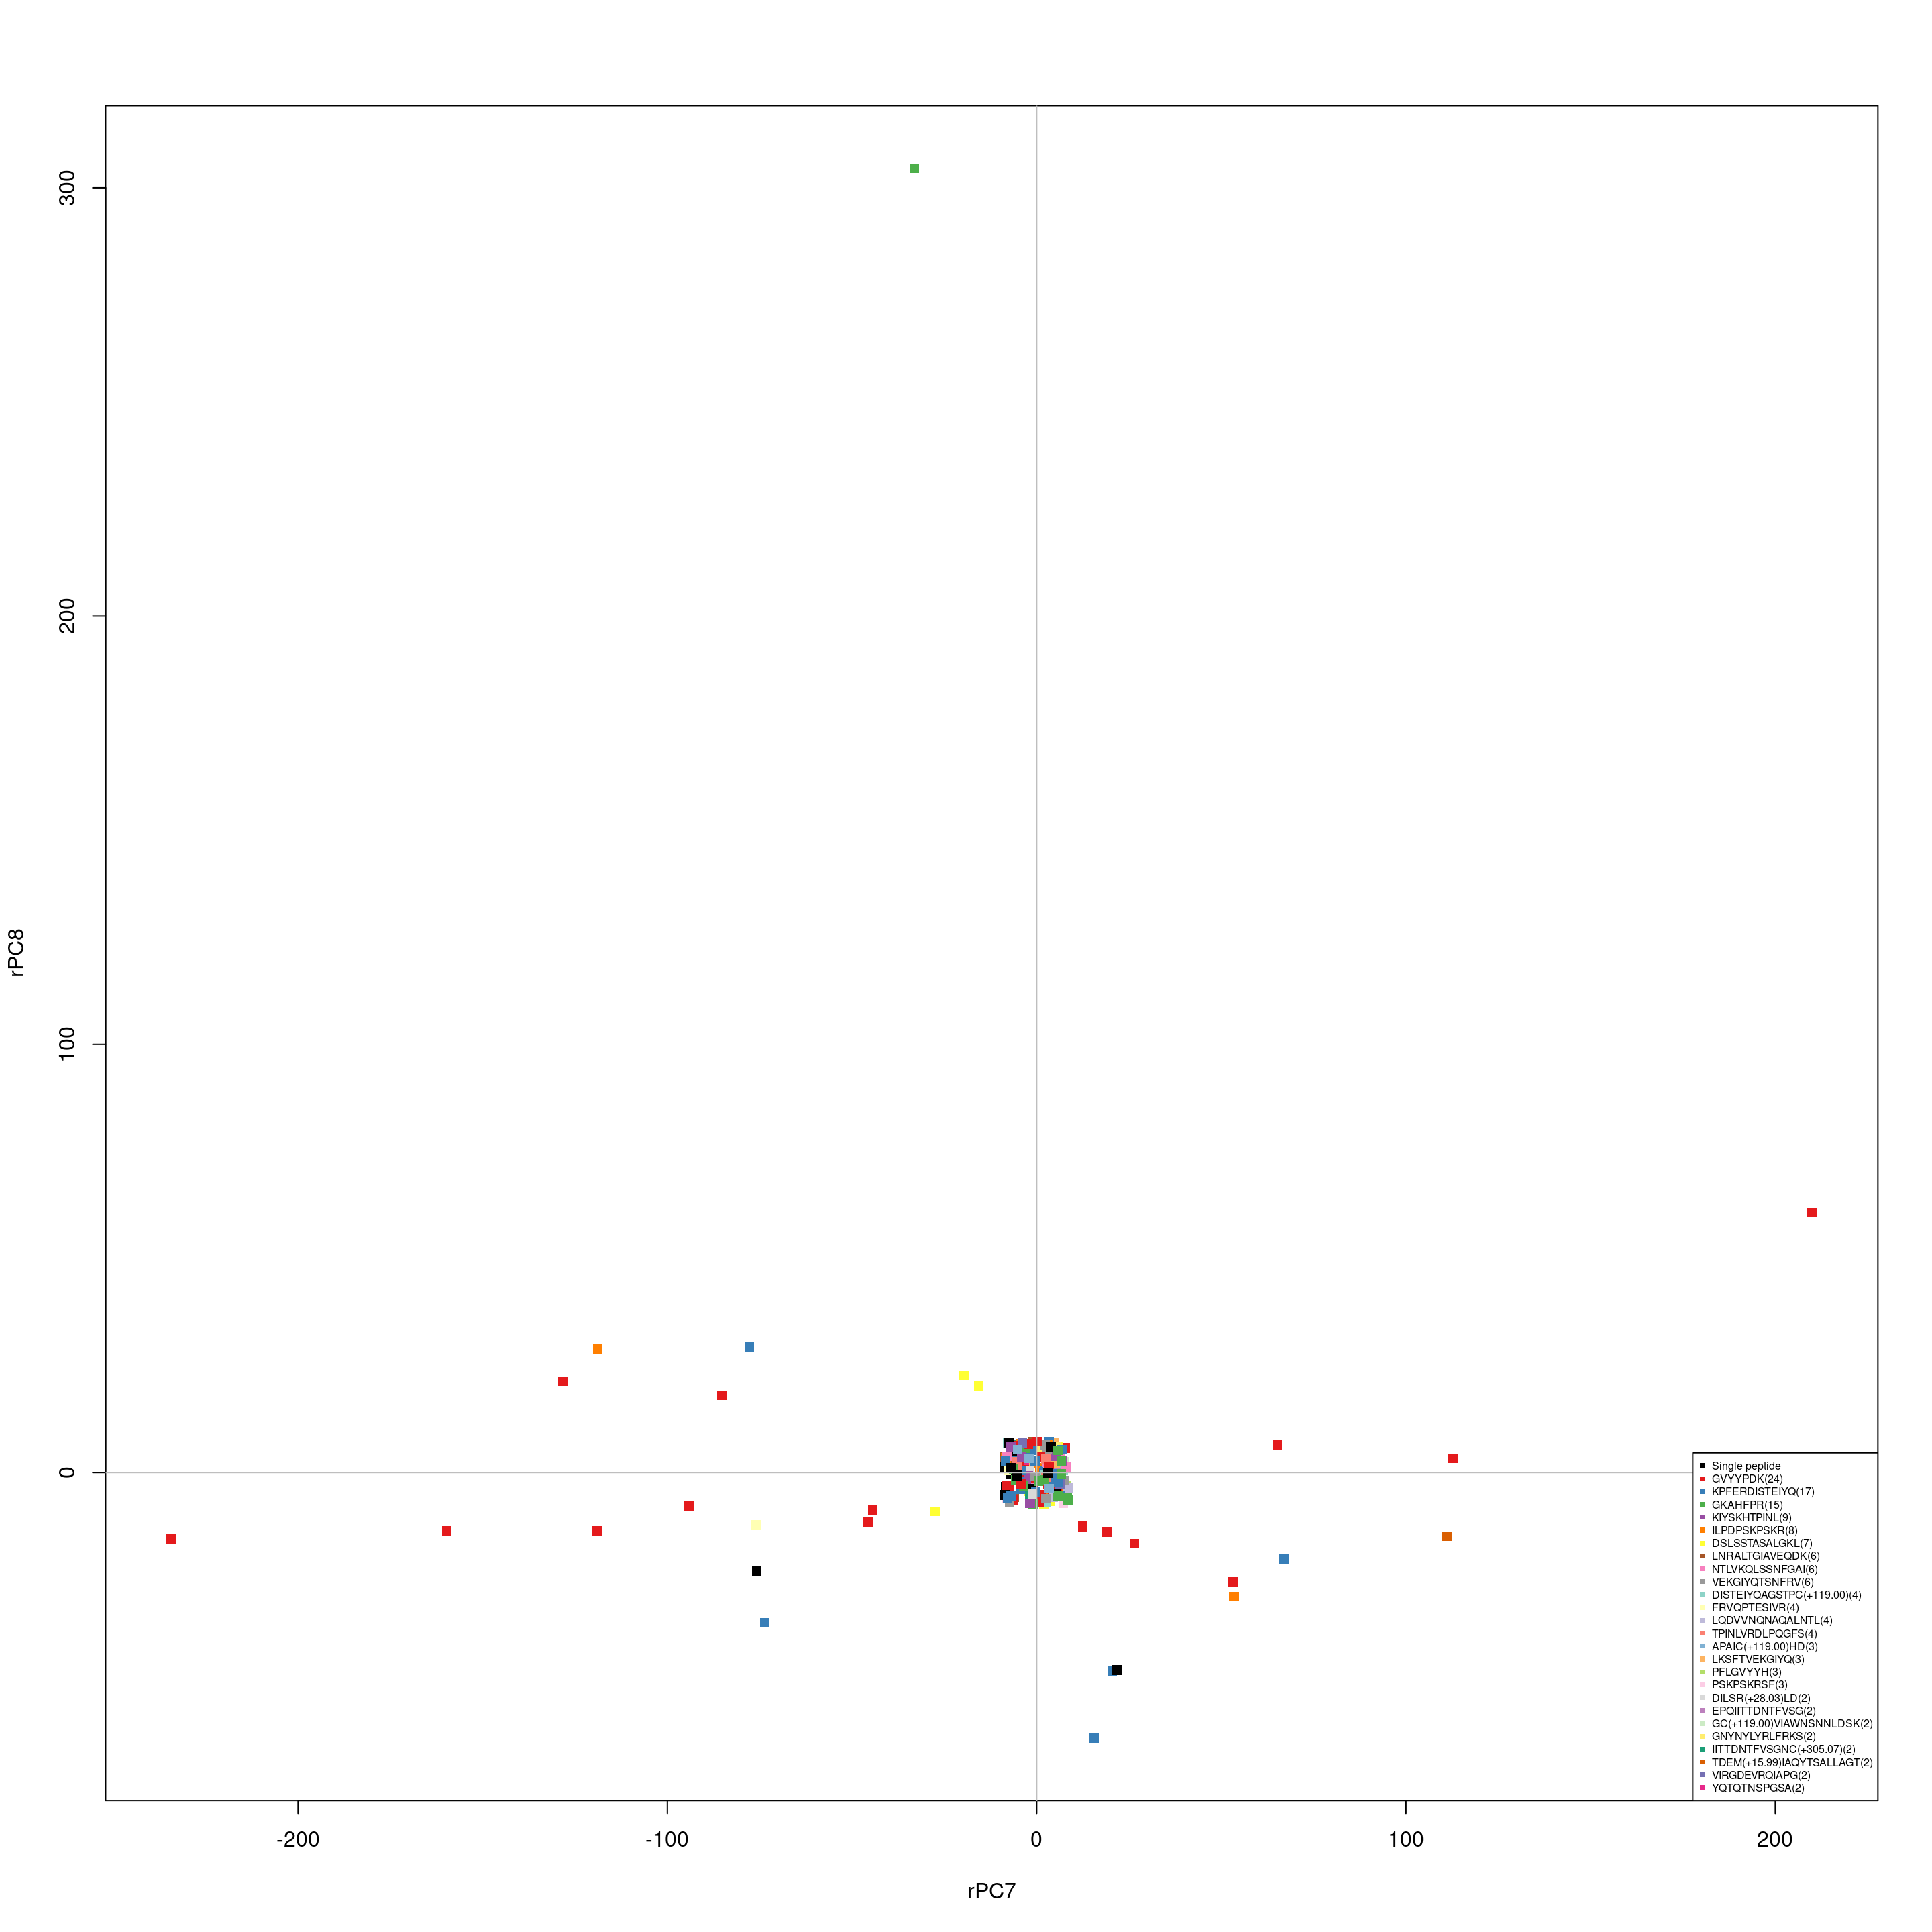 300
200
100
0
rPC8
-200
-100
0
100
200
rPC7
Single peptide
GVYYPDK(24)
KPFERDISTEIYQ(17)
GKAHFPR(15)
KIYSKHTPINL(9)
ILPDPSKPSKR(8)
DSLSSTASALGKL(7)
LNRALTGIAVEQDK(6)
NTLVKQLSSNFGAI(6)
VEKGIYQTSNFRV(6)
DISTEIYQAGSTPC(+119.00)(4)
FRVQPTESIVR(4)
LQDVVNQNAQALNTL(4)
TPINLVRDLPQGFS(4)
APAIC(+119.00)HD(3)
LKSFTVEKGIYQ(3)
PFLGVYYH(3)
PSKPSKRSF(3)
DILSR(+28.03)LD(2)
EPQIITTDNTFVSG(2)
GC(+119.00)VIAWNSNNLDSK(2)
GNYNYLYRLFRKS(2)
IITTDNTFVSGNC(+305.07)(2)
TDEM(+15.99)IAQYTSALLAGT(2)
VIRGDEVRQIAPG(2)
YQTQTNSPGSA(2)